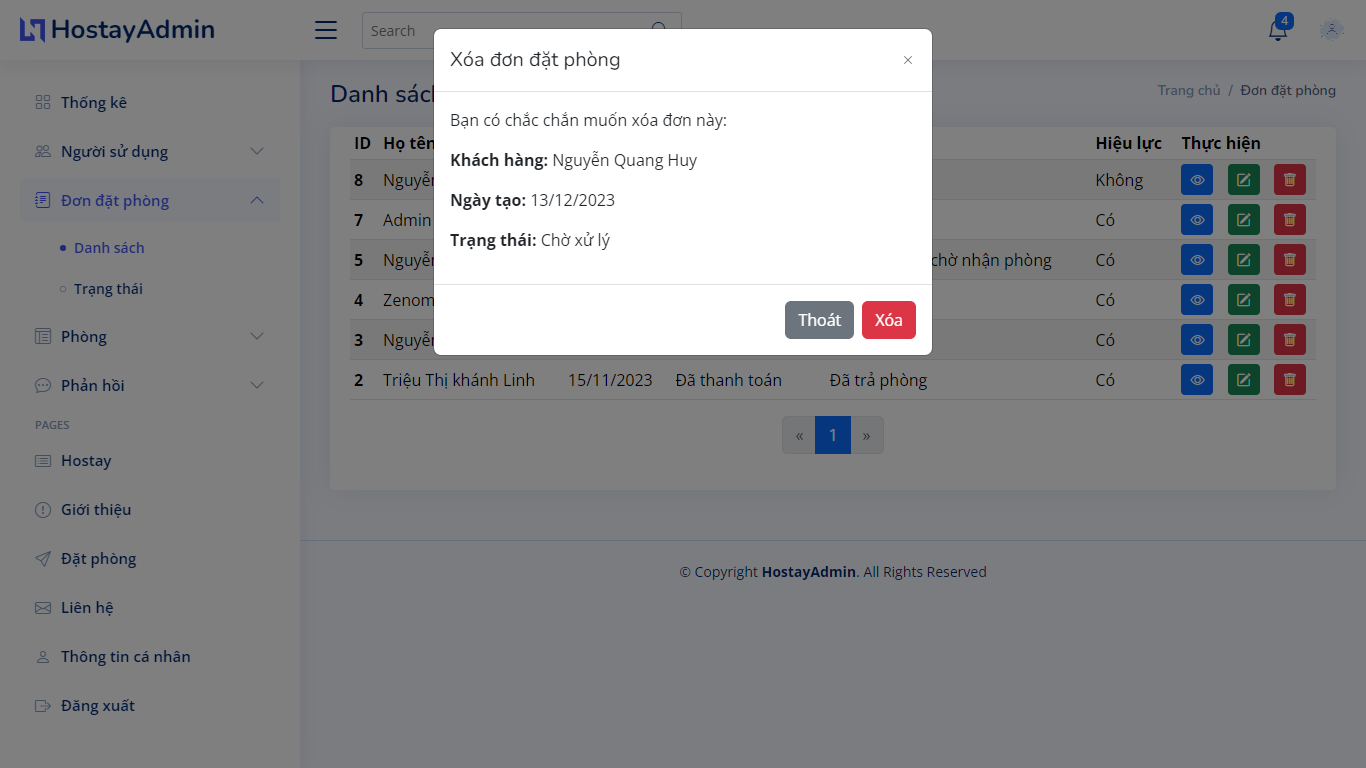 HostayAdmin
Search
4
Thống kê
Người sử dụng
Đơn đặt phòng
Danh sách
Trạng thái
Phòng
Phản hồi
PAGES
Hostay
Giới thiệu
Đặt phòng
Liên hệ
Thông tin cá nhân
Đăng xuất
Xóa đơn đặt phòng ×
Bạn có chắc chắn muốn xóa đơn này:
Khách hàng: Nguyễn Quang Huy
Ngày tạo: 13/12/2023
Trạng thái: Chờ xử lý
Thoát Xóa
Danh sác
Trang chủ / Đơn đặt phòng
ID Họ tên Hiệu lực Thực hiện
8 Nguyễn Không
7 Admin Có
5 Nguyễn chờ nhận phòng Có
4 Zenom Có
3 Nguyễn Có
2 Triệu Thị khánh Linh 15/11/2023 Đã thanh toán Đã trả phòng Có
« 1 »
© Copyright HostayAdmin. All Rights Reserved